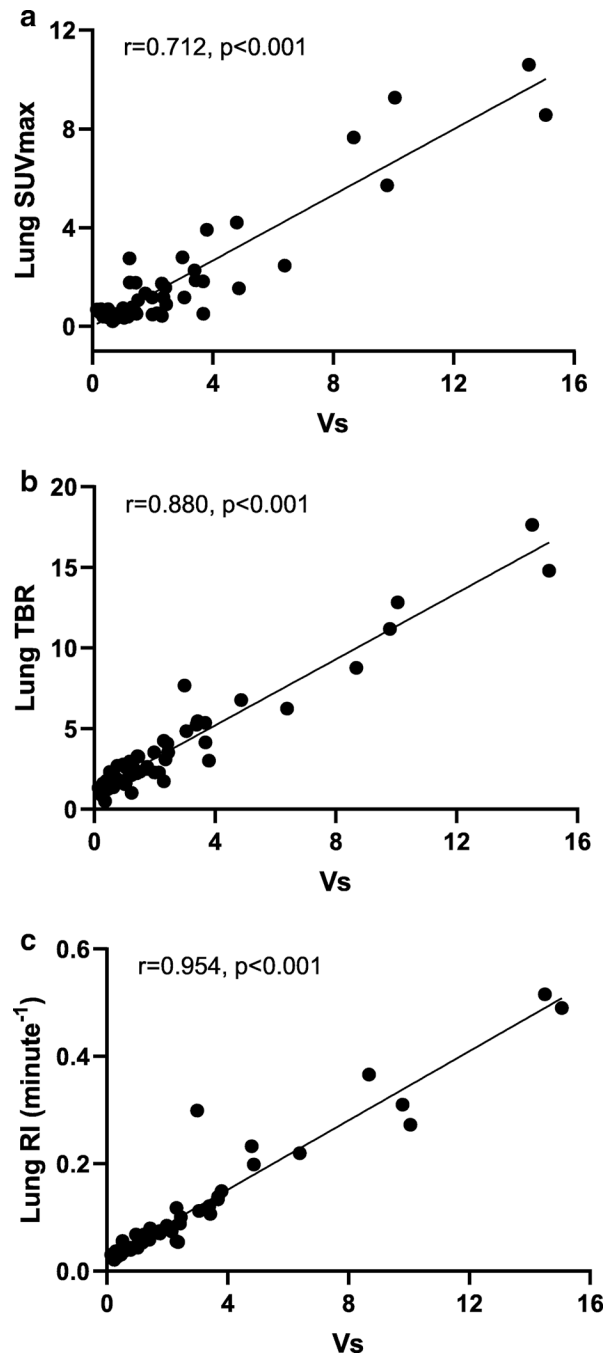 a
r=0.712, p<0.001
Lung SUVmax
12
8
4
0
0 4 8 12 16
Vs
b
r=0.880, p<0.001
Lung TBR
20
15
10
5
0
0 4 8 12 16
Vs
c
r=0.954, p<0.001
Lung RI (minute⁻¹)
0.6
0.4
0.2
0.0
0 4 8 12 16
Vs